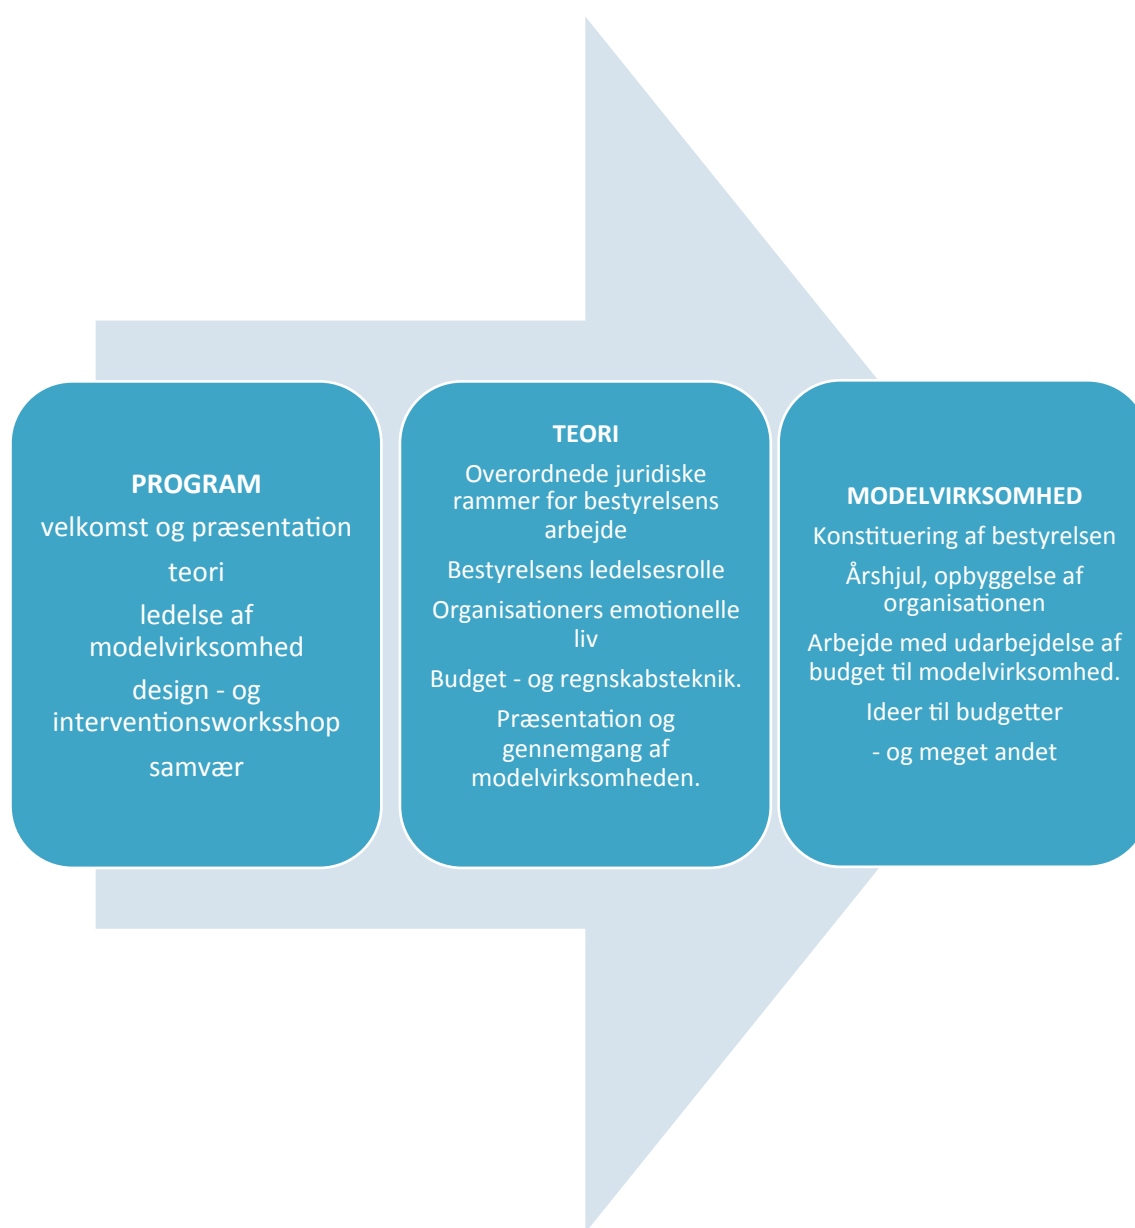 PROGRAM
velkomst og præsentation
teori
ledelse af
modelvirksomhed
design - og
interventionsworksshop
samvær
TEORI
Overordnede juridiske
rammer for bestyrelsens
arbejde
Bestyrelsens ledelsesrolle
Organisationers emotionelle
liv
Budget - og regnskabsteknik.
Præsentation og
gennemgang af
modelvirksomheden.
MODELVIRKSOMHED
Konstituering af bestyrelsen
Årshjul, opbyggelse af
organisationen
Arbejde med udarbejdelse af
budget til modelvirksomhed.
Ideer til budgetter
- og meget andet